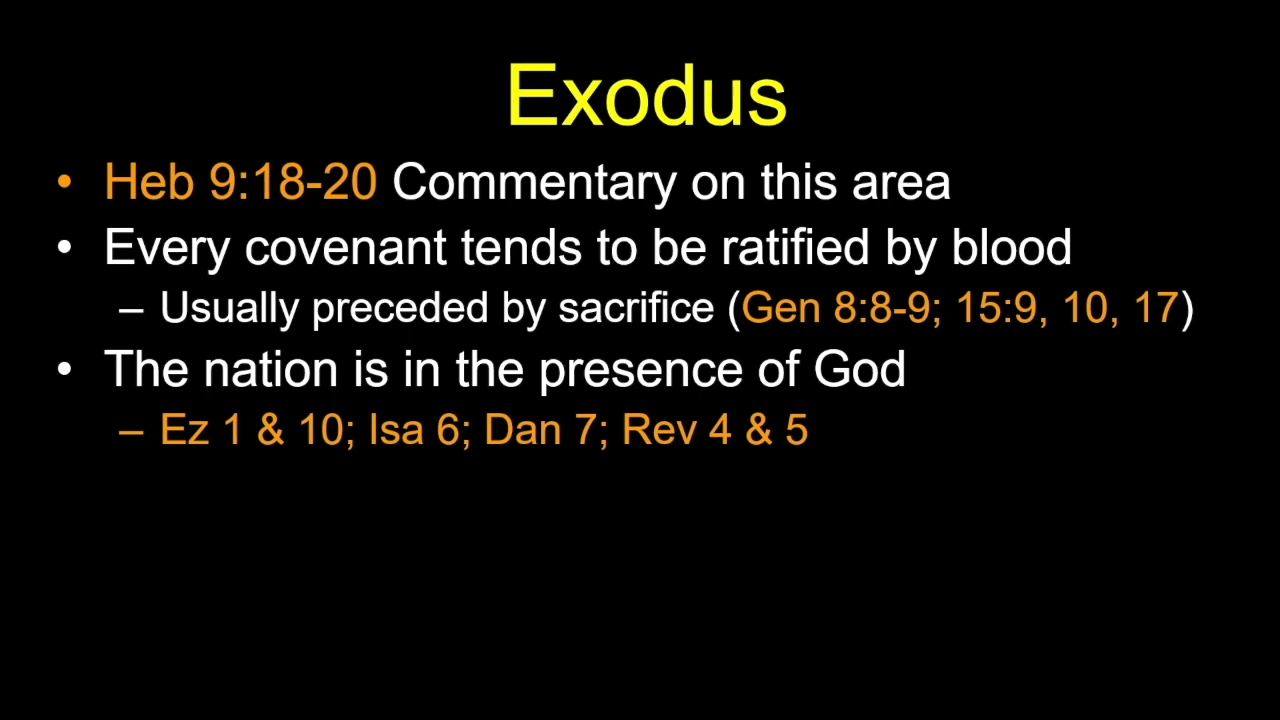 Exodus
• Heb 9:18-20 Commentary on this area
• Every covenant tends to be ratified by blood
– Usually preceded by sacrifice (Gen 8:8-9; 15:9, 10, 17)
• The nation is in the presence of God
– Ez 1 & 10; Isa 6; Dan 7; Rev 4 & 5